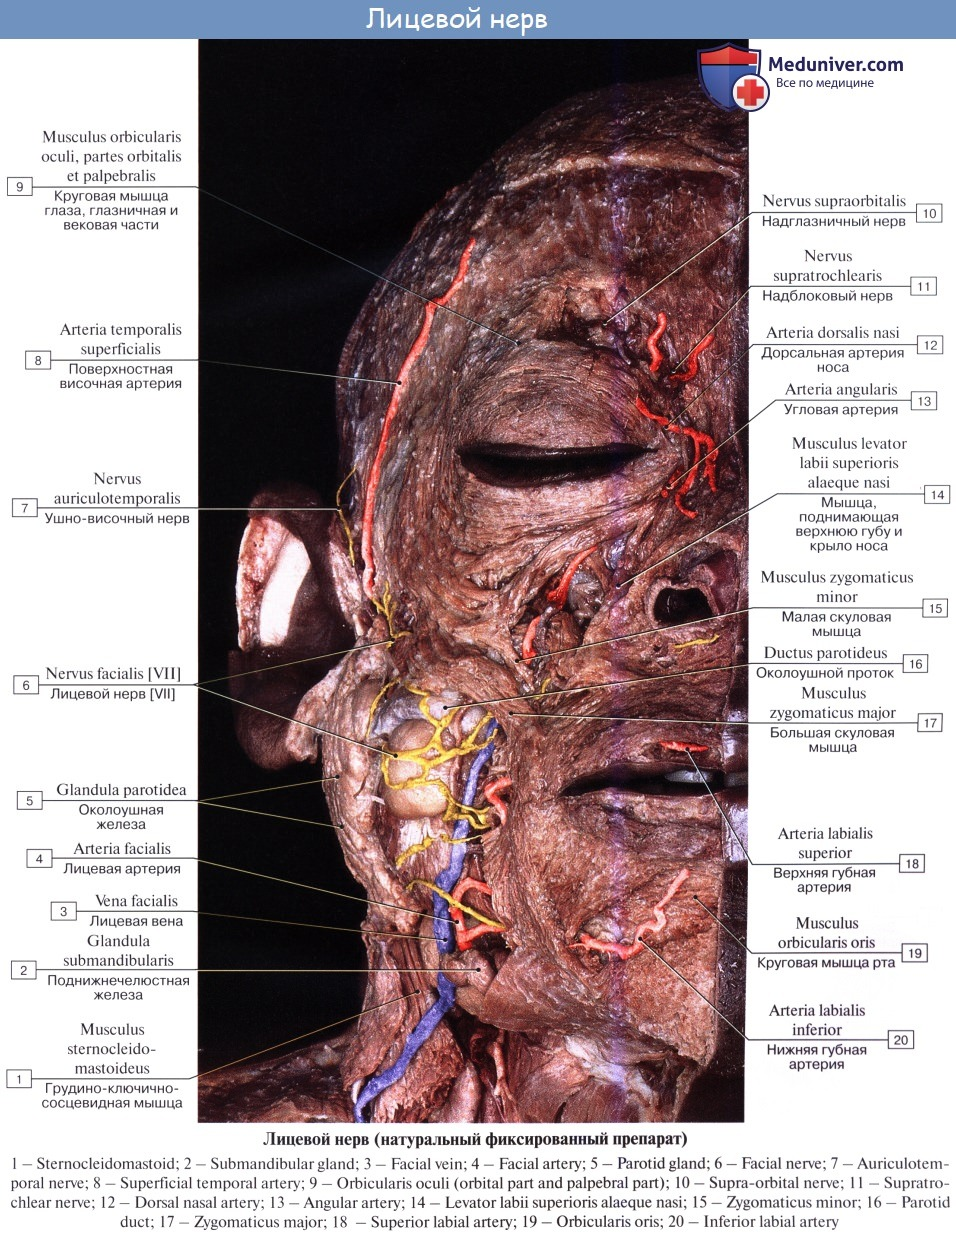 Лицевой нерв
Meduniver.com
Все по медицине
Musculus orbicularis
oculi, partes orbitalis
et palpebralis
9
Круговая мышца
глаза, глазничная и
вековая части
Arteria temporalis
superficialis
8
Поверхностная
височная артерия
Nervus
auriculotemporalis
7
Ушно-височный нерв
Nervus facialis [VII]
6
Лицевой нерв [VII]
Glandula parotidea
5
Околоушная
железа
Arteria facialis
4
Лицевая артерия
Vena facialis
3
Лицевая вена
Glandula
submandibularis
2
Поднижнечелюстная
железа
Musculus
sternocleido-
mastoideus
1
Грудино-ключично-
сосцевидная мышца
Nervus supraorbitalis
10
Надглазничный нерв
Nervus
supratrochlearis
11
Надблоковый нерв
Arteria dorsalis nasi
12
Дорсальная артерия
носа
Arteria angularis
13
Угловая артерия
Musculus levator
labii superioris
alaeque nasi
14
Мышца,
поднимающая
верхнюю губу и
крыло носа
Musculus zygomaticus
minor
15
Малая скуловая
мышца
Ductus parotideus
16
Околоушной проток
Musculus
zygomaticus major
17
Большая скуловая
мышца
Arteria labialis
superior
18
Верхняя губная
артерия
Musculus
orbicularis oris
19
Круговая мышца рта
Arteria labialis
inferior
20
Нижняя губная
артерия
Лицевой нерв (натуральный фиксированный препарат)
1 – Sternocleidomastoid; 2 – Submandibular gland; 3 – Facial vein; 4 – Facial artery; 5 – Parotid gland; 6 – Facial nerve; 7 – Auriculotem-
poral nerve; 8 – Superficial temporal artery; 9 – Orbicularis oculi (orbital part and palpebral part); 10 – Supra-orbital nerve; 11 – Supratro-
chlear nerve; 12 – Dorsal nasal artery; 13 – Angular artery; 14 – Levator labii superioris alaeque nasi; 15 – Zygomaticus minor; 16 – Parotid
duct; 17 – Zygomaticus major; 18 – Superior labial artery; 19 – Orbicularis oris; 20 – Inferior labial artery